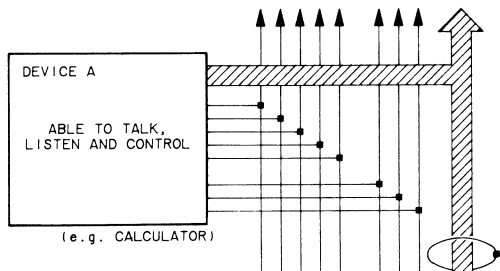 DEVICE A
ABLE TO TALK,
LISTEN AND CONTROL
(e.g. CALCULATOR)